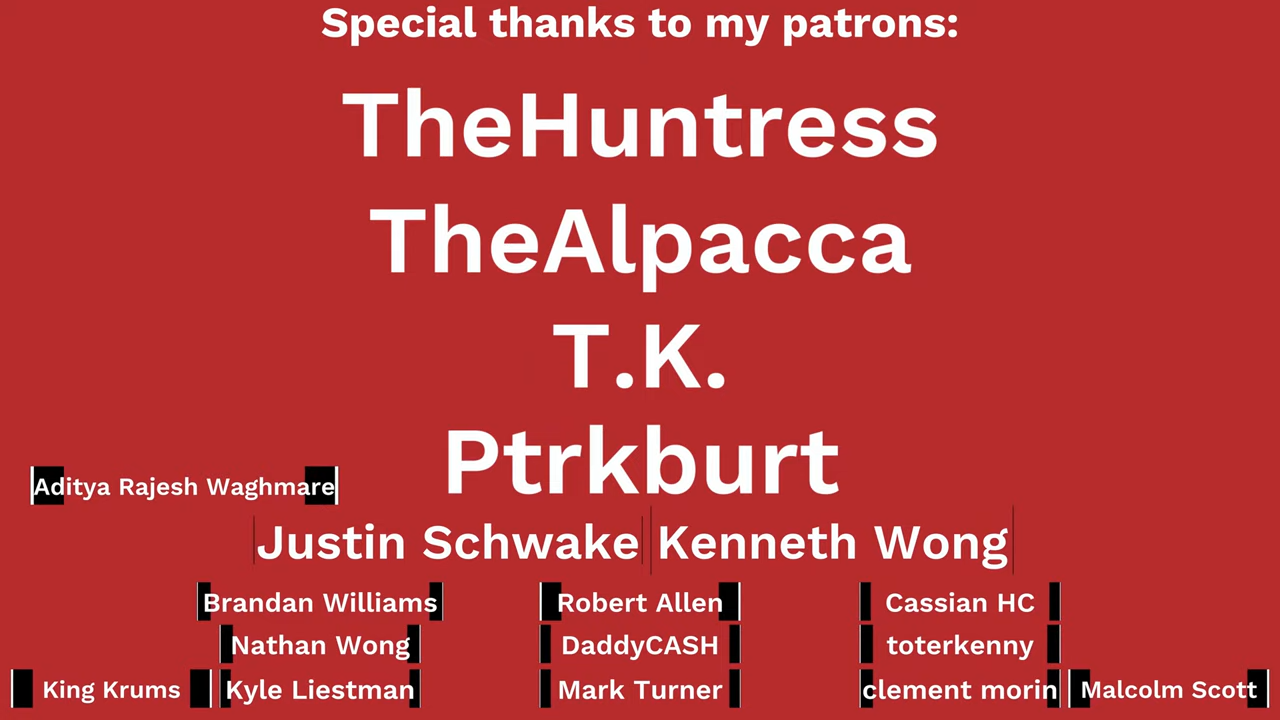 Special thanks to my patrons:
TheHuntress
TheAlpacca
T.K.
Ptrkburt
Aditya Rajesh Waghmare
Justin Schwake Kenneth Wong
Brandan Williams Robert Allen Cassian HC
Nathan Wong DaddyCASH toterkenny
King Krums Kyle Liestman Mark Turner clement morin Malcolm Scott